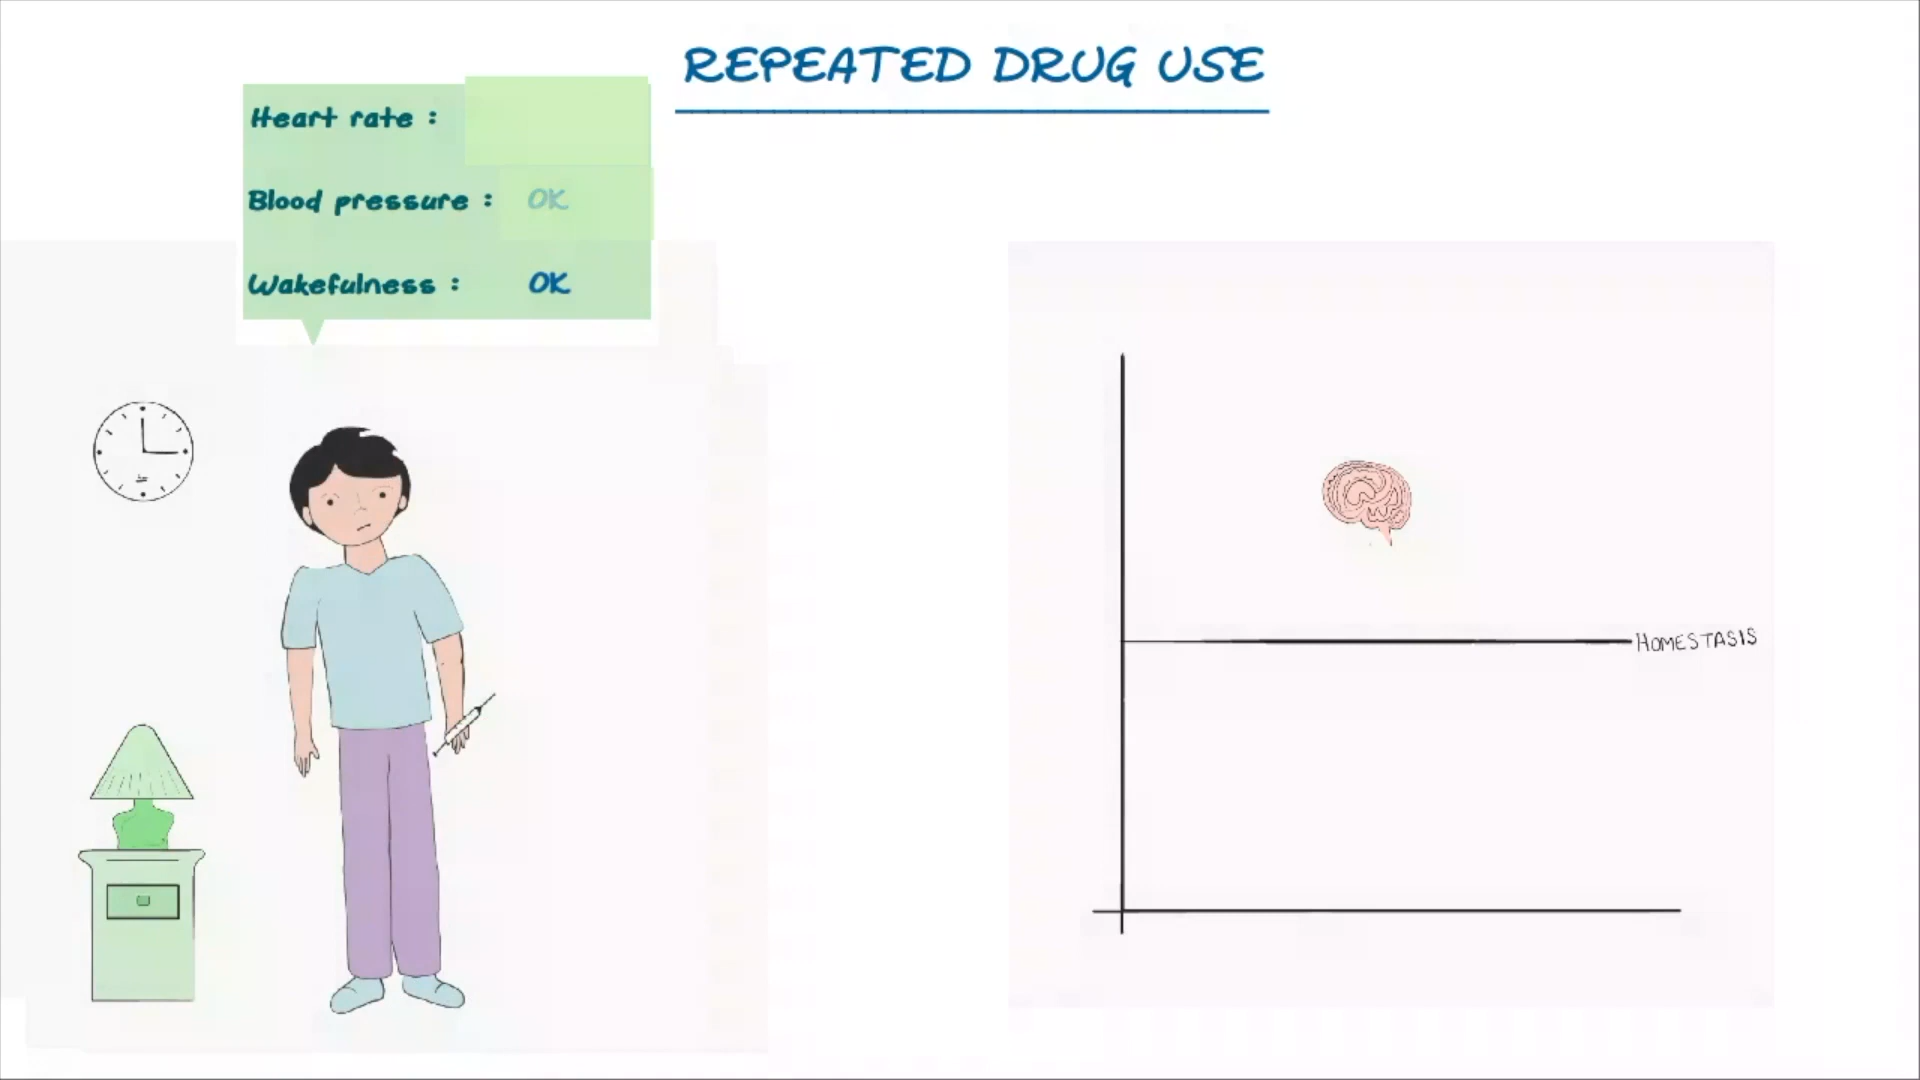 REPEATED DRUG USE
Heart rate :
Blood pressure : OK
Wakefulness : OK
HOMESTASIS